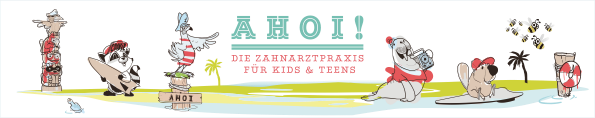 AHOI!
DIE ZAHNARZTPRAXIS
FÜR KIDS & TEENS
AHOI